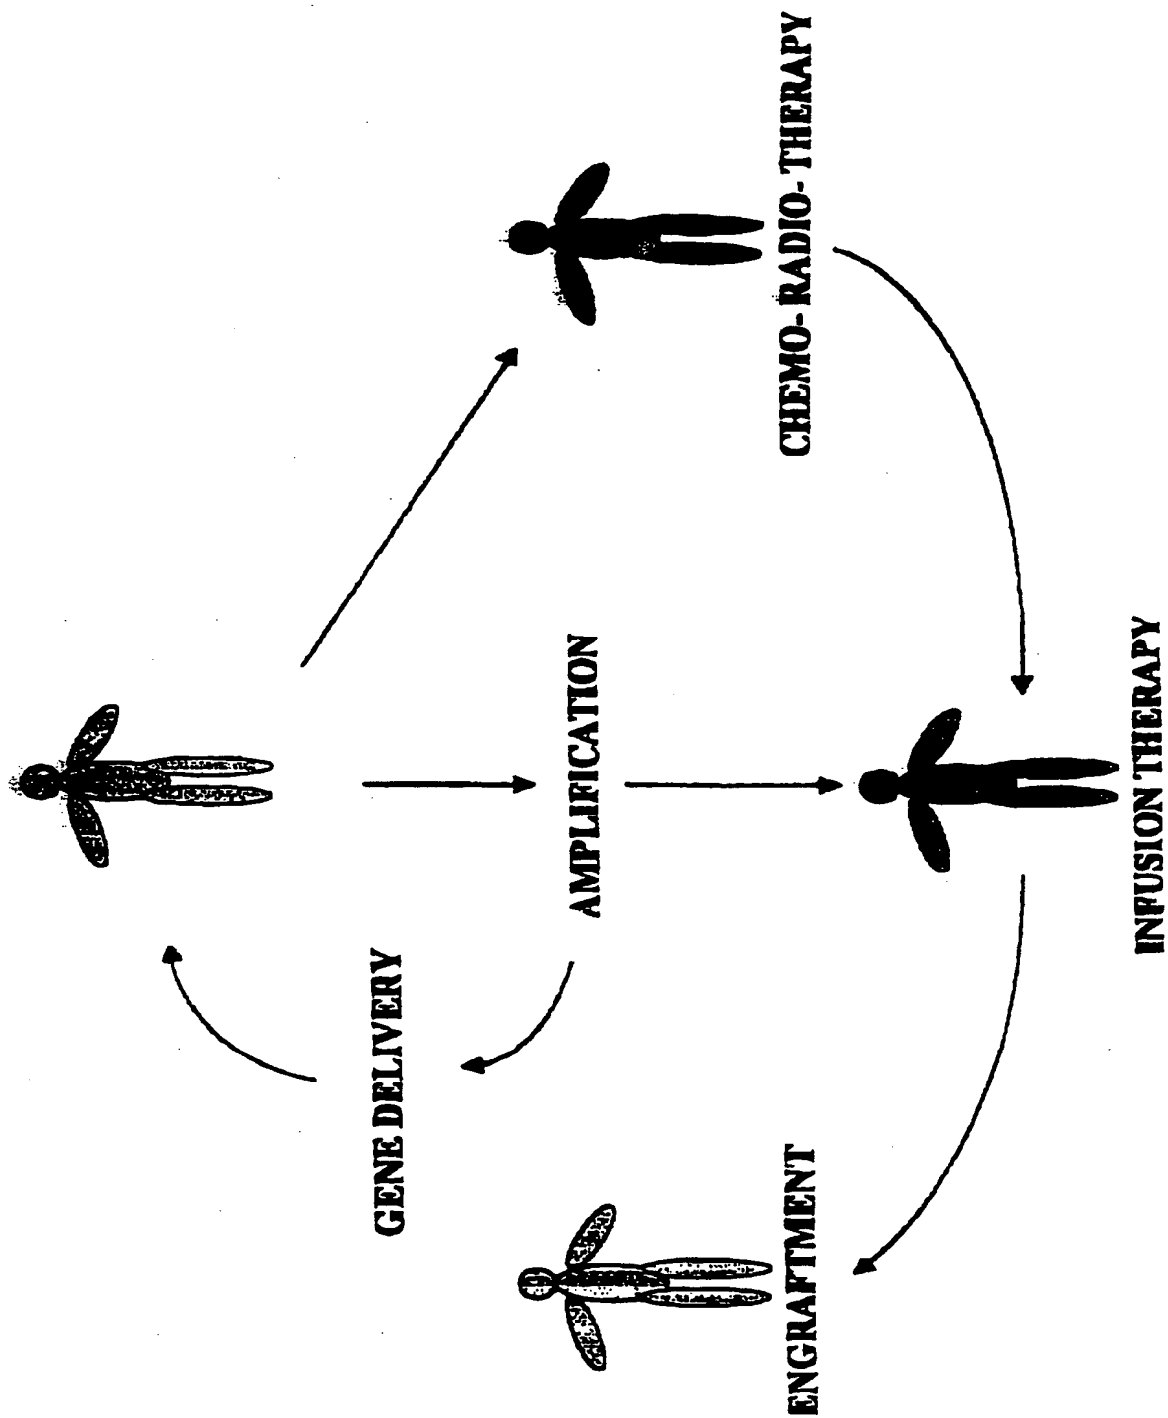 GENE DELIVERY
AMPLIFICATION
ENGRAFTMENT
CHEMO- RADIO- THERAPY
INFUSION THERAPY